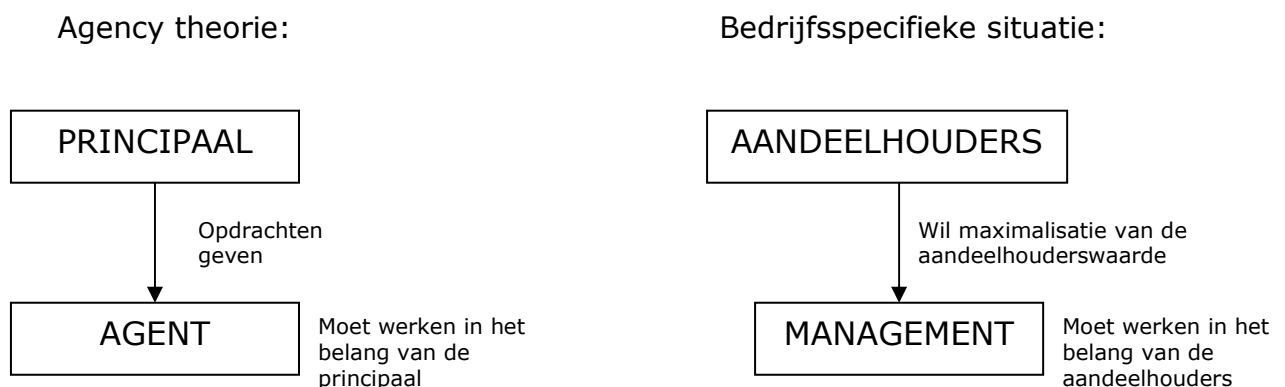 Agency theorie:
PRINCIPAAL
Opdrachten
geven
AGENT
Moet werken in het
belang van de
principaal
Bedrijfsspecifieke situatie:
AANDEELHOUDERS
Wil maximalisatie van de
aandeelhouderswaarde
MANAGEMENT
Moet werken in het
belang van de
aandeelhouders